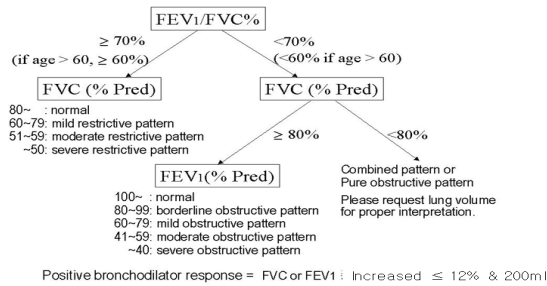 FEV1/FVC%
≥ 70%
(if age > 60, ≥ 60%)
<70%
(<60% if age > 60)
FVC (% Pred)
80~ : normal
60~79: mild restrictive pattern
51~59: moderate restrictive pattern
~50: severe restrictive pattern
FVC (% Pred)
≥ 80%
<80%
FEV1(% Pred)
100~ : normal
80~99: borderline obstructive pattern
60~79: mild obstructive pattern
41~59: moderate obstructive pattern
~40: severe obstructive pattern
Combined pattern or
Pure obstructive pattern
Please request lung volume
for proper interpretation.
Positive bronchodilator response = FVC or FEV1 : Increased ≤ 12% & 200ml